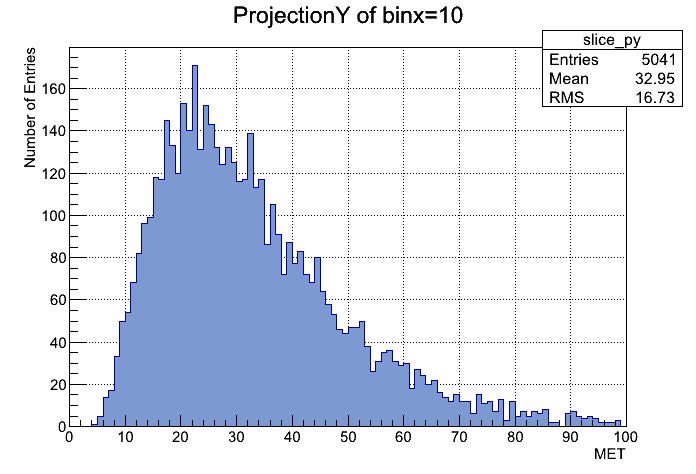 ProjectionY of binx=10
slice_py
Entries 5041
Mean 32.95
RMS 16.73
Number of Entries
160
140
120
100
80
60
40
20
0
0 10 20 30 40 50 60 70 80 90 100
MET